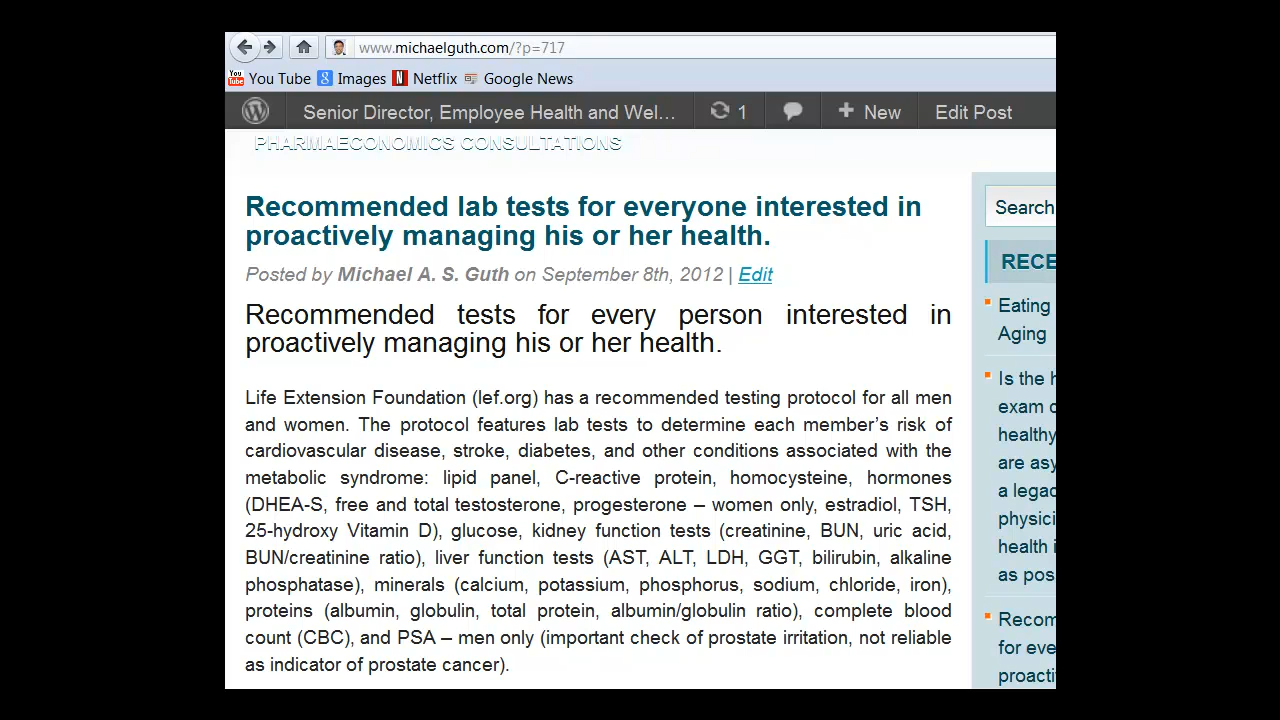 www.michaelguth.com/?p=717
You Tube Images Netflix Google News
Senior Director, Employee Health and Wel... 1 New Edit Post
PHARMAECONOMICS CONSULTATIONS
Recommended lab tests for everyone interested in
proactively managing his or her health.
Posted by Michael A. S. Guth on September 8th, 2012 | Edit
Recommended tests for every person interested in
proactively managing his or her health.
Life Extension Foundation (lef.org) has a recommended testing protocol for all men
and women. The protocol features lab tests to determine each member’s risk of
cardiovascular disease, stroke, diabetes, and other conditions associated with the
metabolic syndrome: lipid panel, C-reactive protein, homocysteine, hormones
(DHEA-S, free and total testosterone, progesterone – women only, estradiol, TSH,
25-hydroxy Vitamin D), glucose, kidney function tests (creatinine, BUN, uric acid,
BUN/creatinine ratio), liver function tests (AST, ALT, LDH, GGT, bilirubin, alkaline
phosphatase), minerals (calcium, potassium, phosphorus, sodium, chloride, iron),
proteins (albumin, globulin, total protein, albumin/globulin ratio), complete blood
count (CBC), and PSA – men only (important check of prostate irritation, not reliable
as indicator of prostate cancer).
Search
RECE
Eating
Aging
Is the h
exam c
healthy
are asy
a legac
physici
health i
as pos
Recom
for eve
proacti